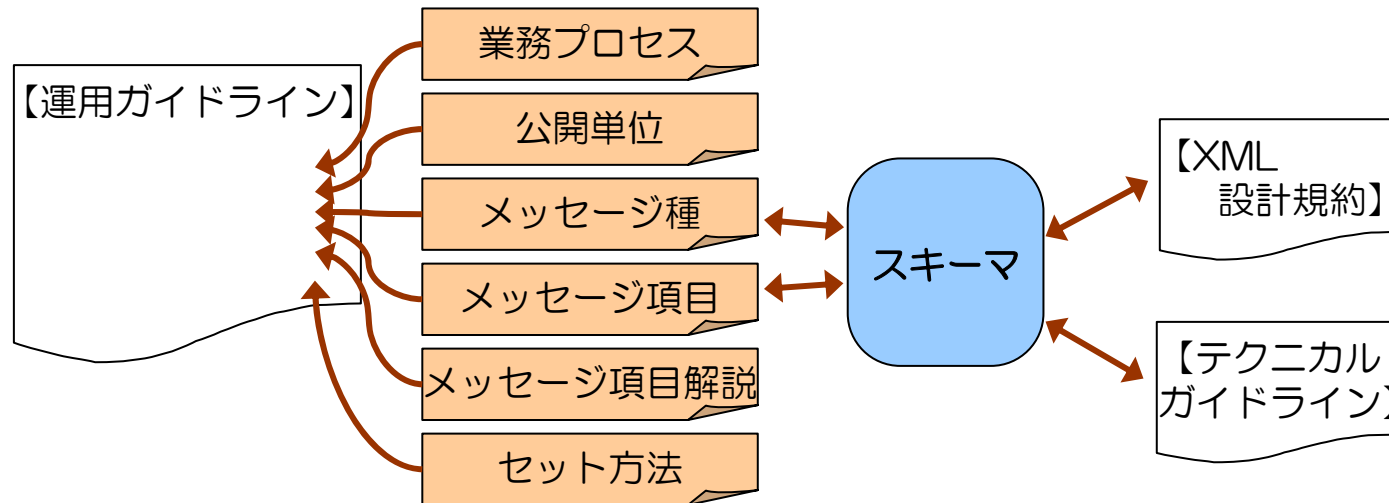 【運用ガイドライン】
業務プロセス
公開単位
メッセージ種
メッセージ項目
メッセージ項目解説
セット方法
スキーマ
【XML
設計規約】
【テクニカル
ガイドライン】